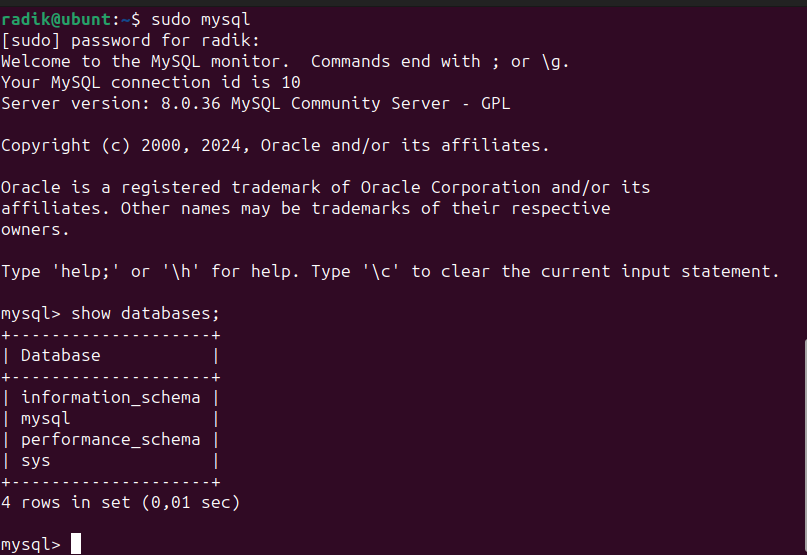 radik@ubunt:~$ sudo mysql
[sudo] password for radik:
Welcome to the MySQL monitor.  Commands end with ; or \g.
Your MySQL connection id is 10
Server version: 8.0.36 MySQL Community Server - GPL
Copyright (c) 2000, 2024, Oracle and/or its affiliates.
Oracle is a registered trademark of Oracle Corporation and/or its
affiliates. Other names may be trademarks of their respective
owners.
Type 'help;' or '\h' for help. Type '\c' to clear the current input statement.
mysql> show databases;
+--------------------+
| Database           |
+--------------------+
| information_schema |
| mysql              |
| performance_schema |
| sys                |
+--------------------+
4 rows in set (0,01 sec)
mysql>